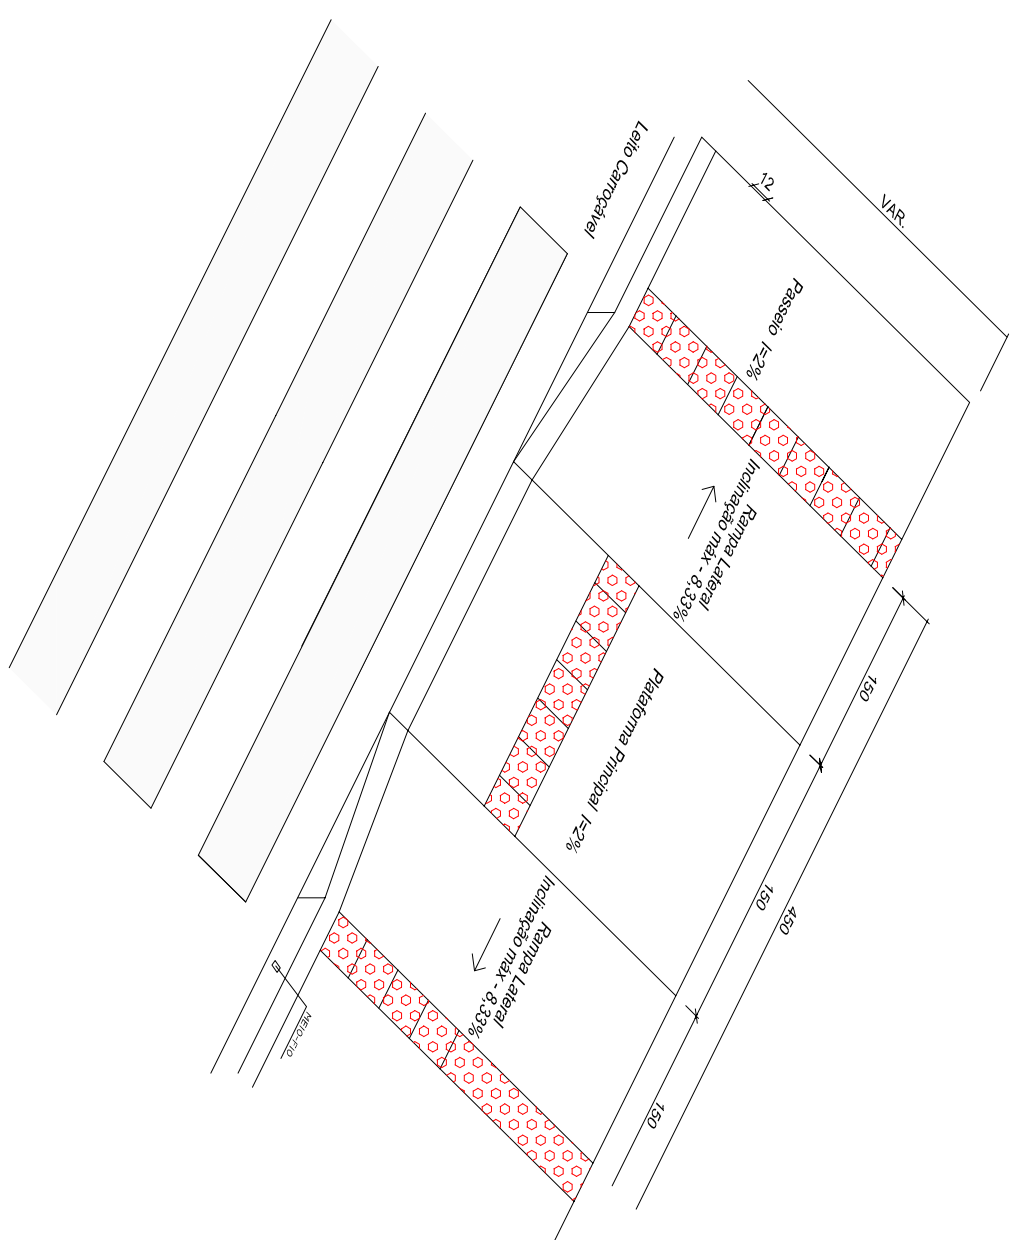 Leito Carroçável
VAR.
12
Passeio I=2%
Rampa Lateral
Inclinação máx - 8,33%
150
Plataforma Principal I=2%
150
450
Rampa Lateral
Inclinação máx - 8,33%
150
MEIO-FIO